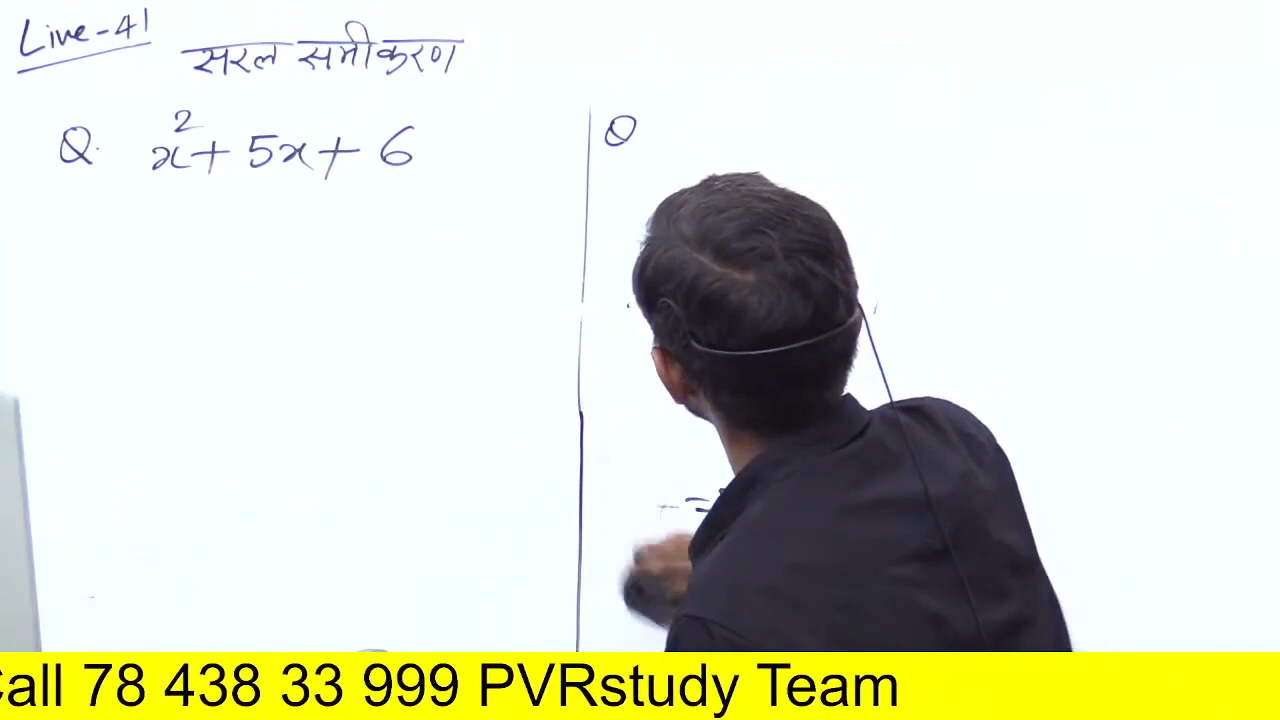 Live-41
सरल समीकरण
Q. x² + 5x + 6
Q
Call 78 438 33 999 PVRstudy Team